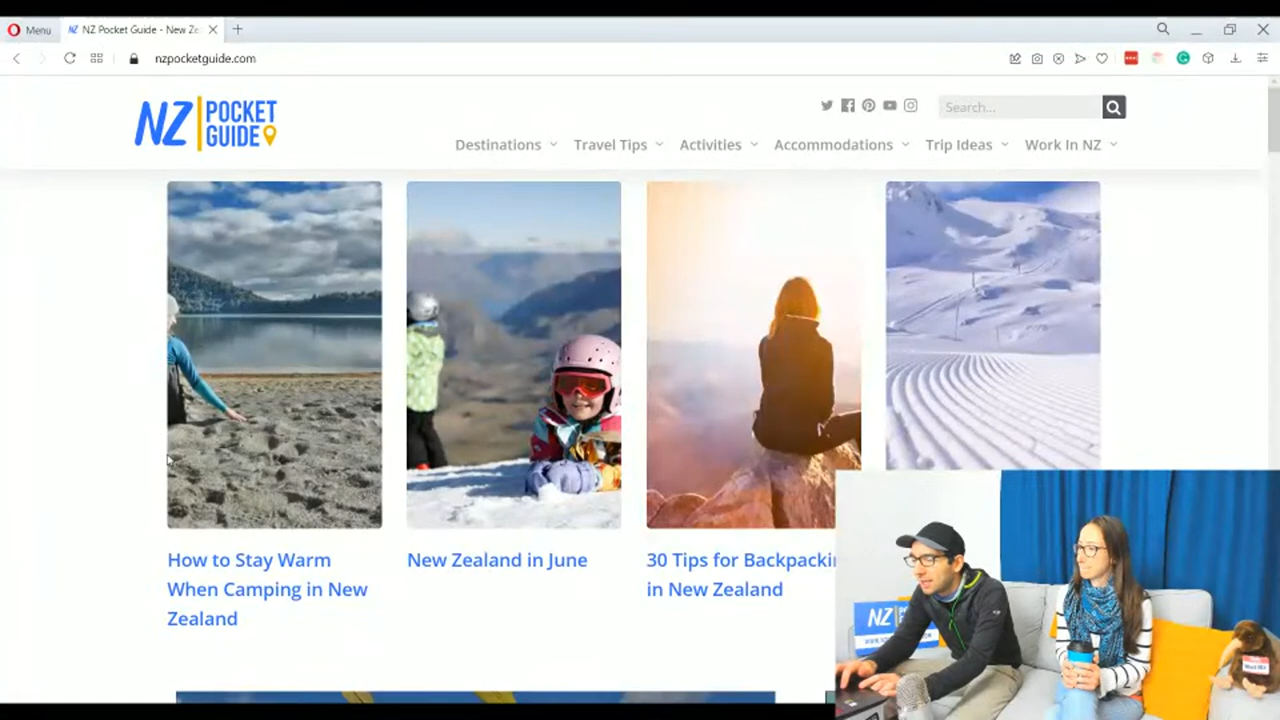 Menu
NZ Pocket Guide - New Ze
nzpocketguide.com
NZ POCKET GUIDE
Search...
Destinations
Travel Tips
Activities
Accommodations
Trip Ideas
Work In NZ
How to Stay Warm
When Camping in New
Zealand
New Zealand in June
30 Tips for Backpackin
in New Zealand
NZ